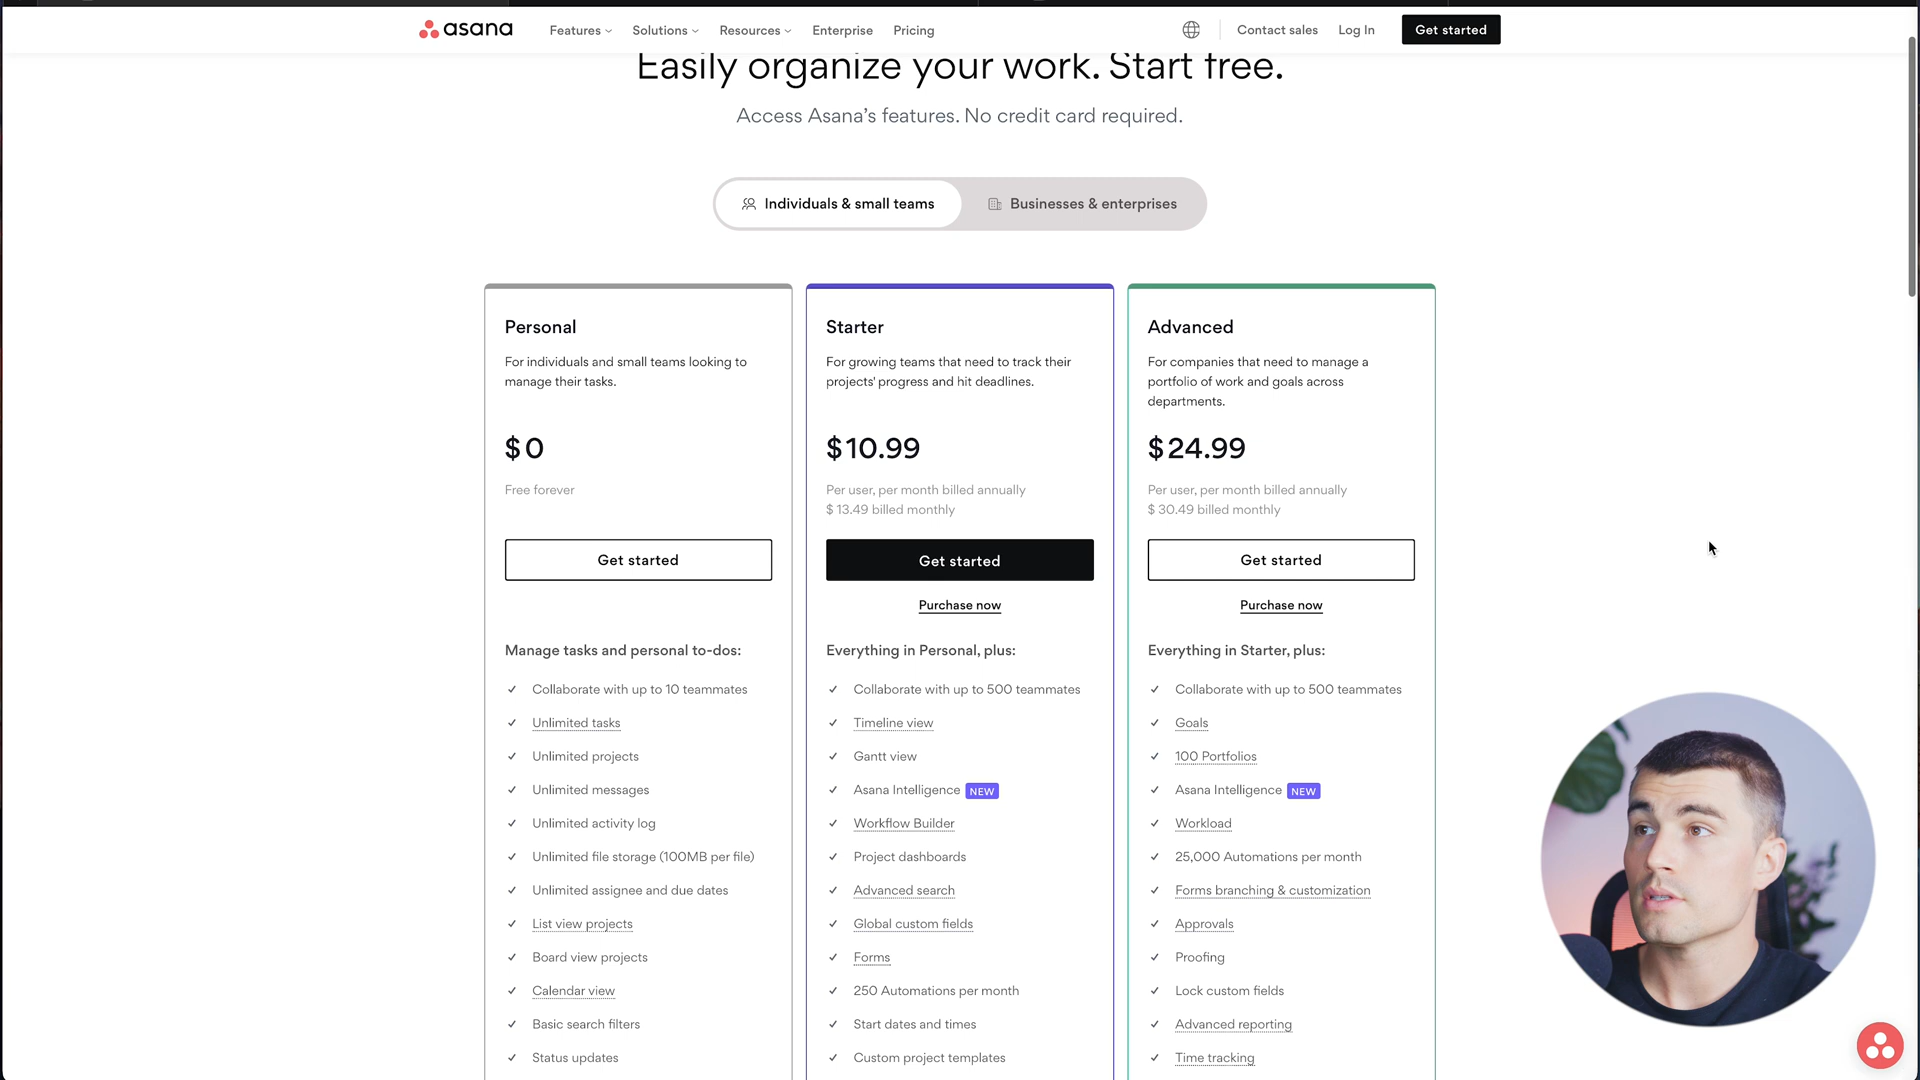 asana
Features
Solutions
Resources
Enterprise
Pricing
Contact sales
Log In
Get started
Easily organize your work. Start free.
Access Asana's features. No credit card required.
Individuals & small teams
Businesses & enterprises
Personal
For individuals and small teams looking to
manage their tasks.
$0
Free forever
Get started
Manage tasks and personal to-dos:
Collaborate with up to 10 teammates
Unlimited tasks
Unlimited projects
Unlimited messages
Unlimited activity log
Unlimited file storage (100MB per file)
Unlimited assignee and due dates
List view projects
Board view projects
Calendar view
Basic search filters
Status updates
Starter
For growing teams that need to track their
projects' progress and hit deadlines.
$10.99
Per user, per month billed annually
$ 13.49 billed monthly
Get started
Purchase now
Everything in Personal, plus:
Collaborate with up to 500 teammates
Timeline view
Gantt view
Asana Intelligence NEW
Workflow Builder
Project dashboards
Advanced search
Global custom fields
Forms
250 Automations per month
Start dates and times
Custom project templates
Advanced
For companies that need to manage a
portfolio of work and goals across
departments.
$24.99
Per user, per month billed annually
$ 30.49 billed monthly
Get started
Purchase now
Everything in Starter, plus:
Collaborate with up to 500 teammates
Goals
100 Portfolios
Asana Intelligence NEW
Workload
25,000 Automations per month
Forms branching & customization
Approvals
Proofing
Lock custom fields
Advanced reporting
Time tracking